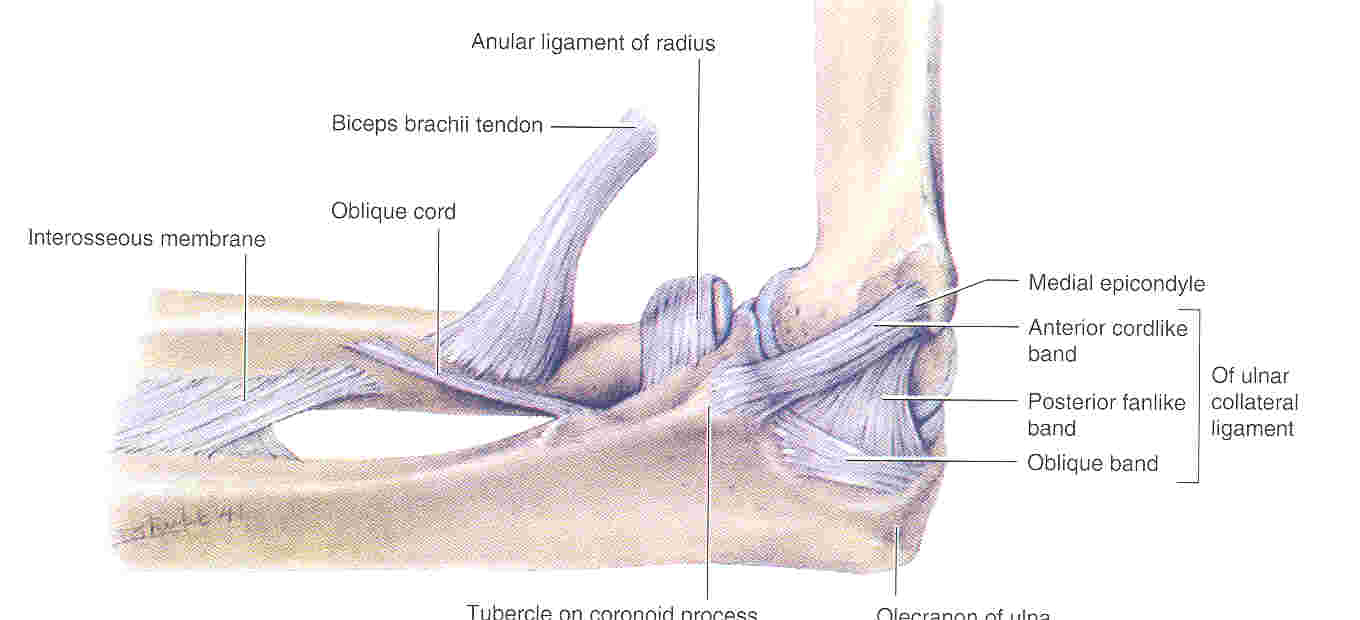 Anular ligament of radius
Biceps brachii tendon
Oblique cord
Interosseous membrane
Medial epicondyle
Anterior cordlike
band
Posterior fanlike
band
Oblique band
Of ulnar
collateral
ligament
Tubercle on coronoid process
Olecranon of ulna